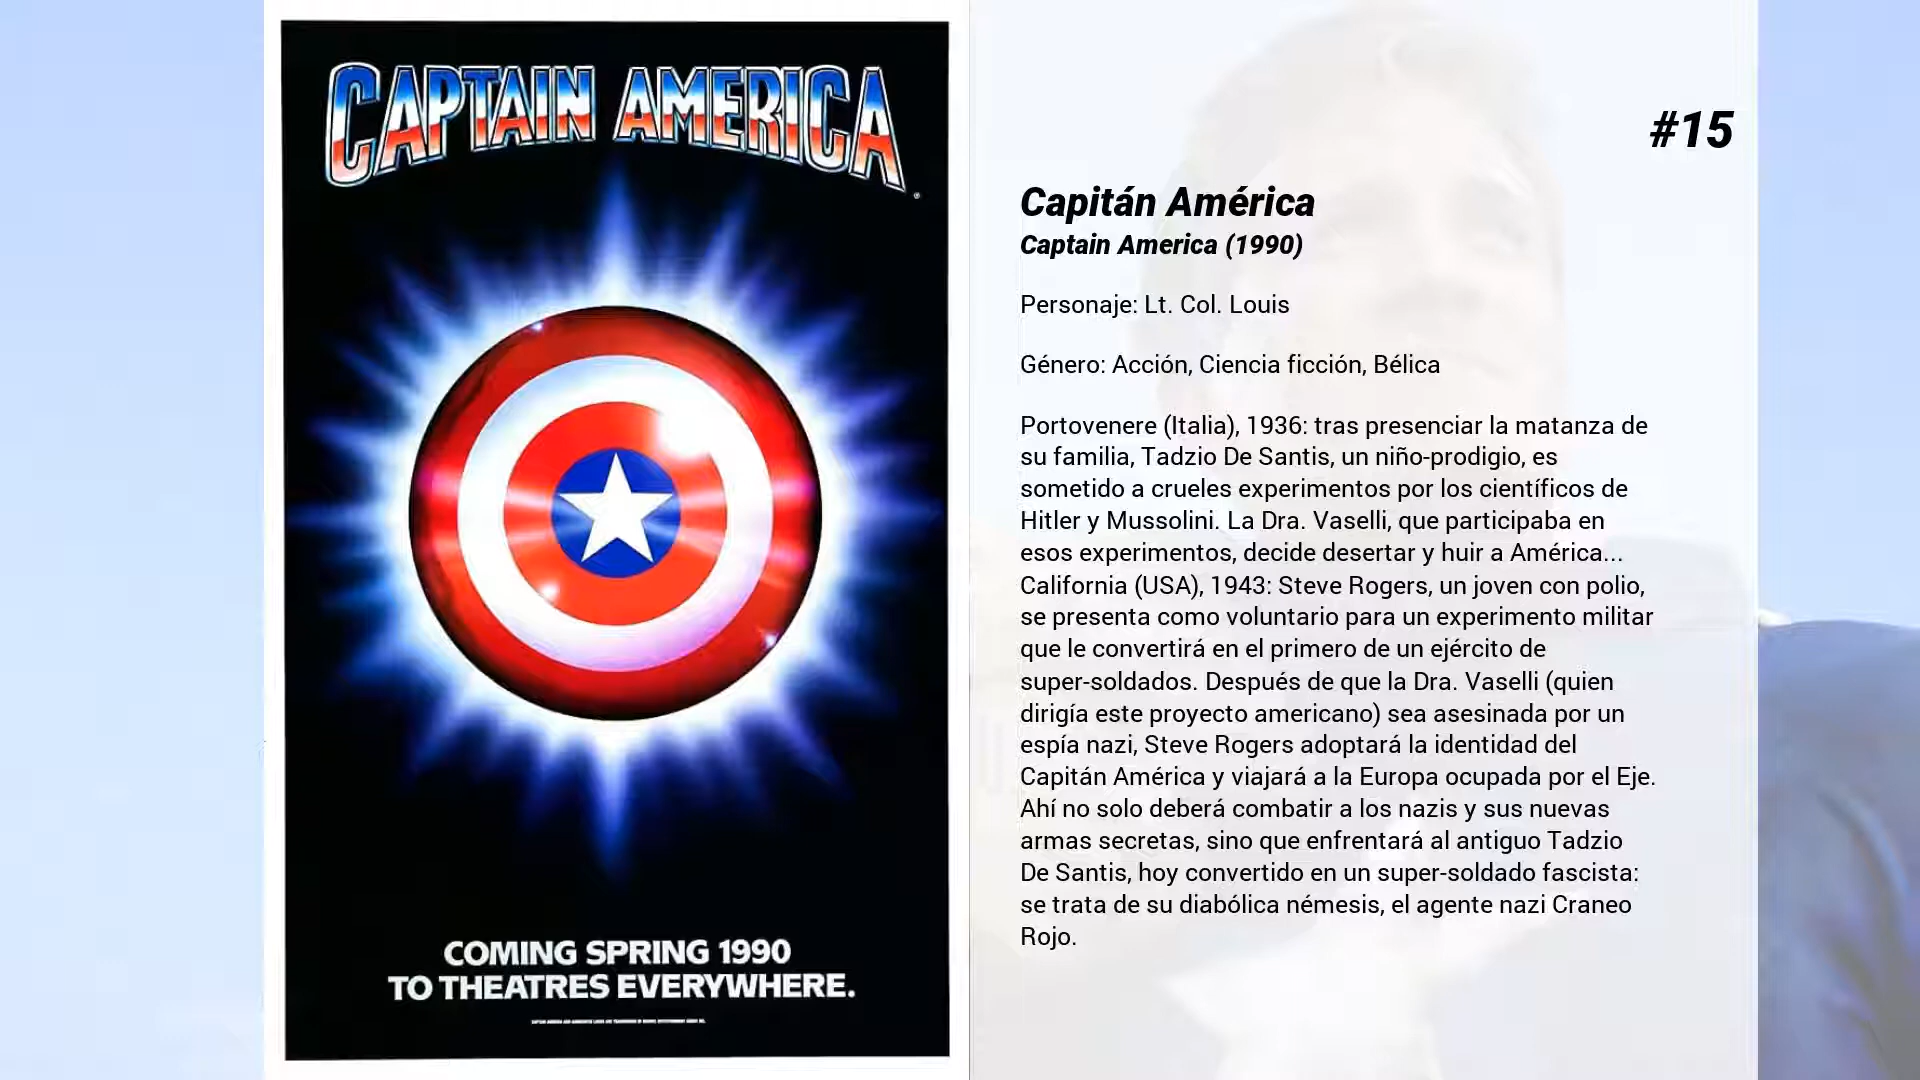 CAPTAIN AMERICA
COMING SPRING 1990
TO THEATRES EVERYWHERE.
#15
Capitán América
Captain America (1990)
Personaje: Lt. Col. Louis
Género: Acción, Ciencia ficción, Bélica
Portovenere (Italia), 1936: tras presenciar la matanza de
su familia, Tadzio De Santis, un niño-prodigio, es
sometido a crueles experimentos por los científicos de
Hitler y Mussolini. La Dra. Vaselli, que participaba en
esos experimentos, decide desertar y huir a América...
California (USA), 1943: Steve Rogers, un joven con polio,
se presenta como voluntario para un experimento militar
que le convertirá en el primero de un ejército de
super-soldados. Después de que la Dra. Vaselli (quien
dirigía este proyecto americano) sea asesinada por un
espía nazi, Steve Rogers adoptará la identidad del
Capitán América y viajará a la Europa ocupada por el Eje.
Ahí no solo deberá combatir a los nazis y sus nuevas
armas secretas, sino que enfrentará al antiguo Tadzio
De Santis, hoy convertido en un super-soldado fascista:
se trata de su diabólica némesis, el agente nazi Craneo
Rojo.